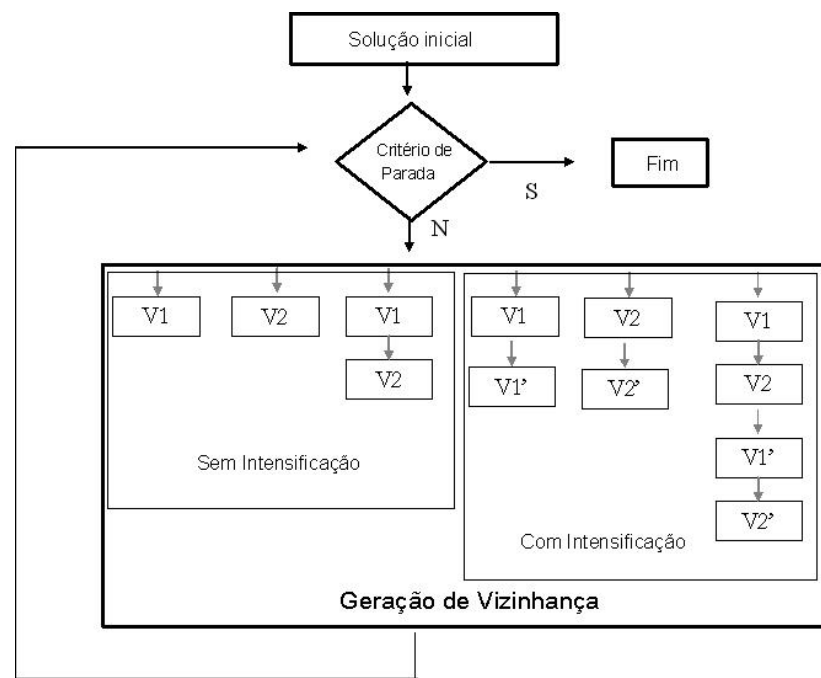 Solução inicial
Critério de
Parada
S
Fim
N
V1
V2
V1
V2
Sem Intensificação
V1
V1’
V2
V2’
V1
V2
V1’
V2’
Com Intensificação
Geração de Vizinhança